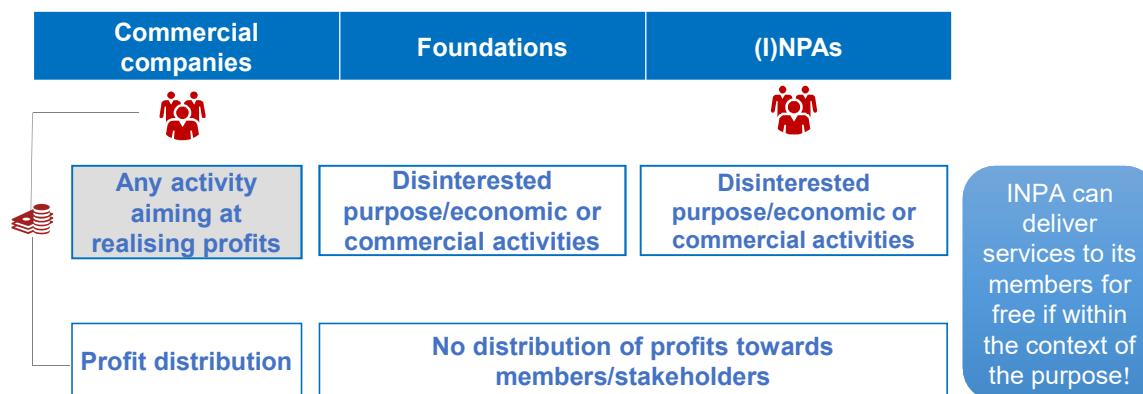 Commercial
companies
Foundations
(I)NPAs
Any activity
aiming at
realising profits
Disinterested
purpose/economic or
commercial activities
Disinterested
purpose/economic or
commercial activities
INPA can
deliver
services to its
members for
free if within
the context of
the purpose!
Profit distribution
No distribution of profits towards
members/stakeholders